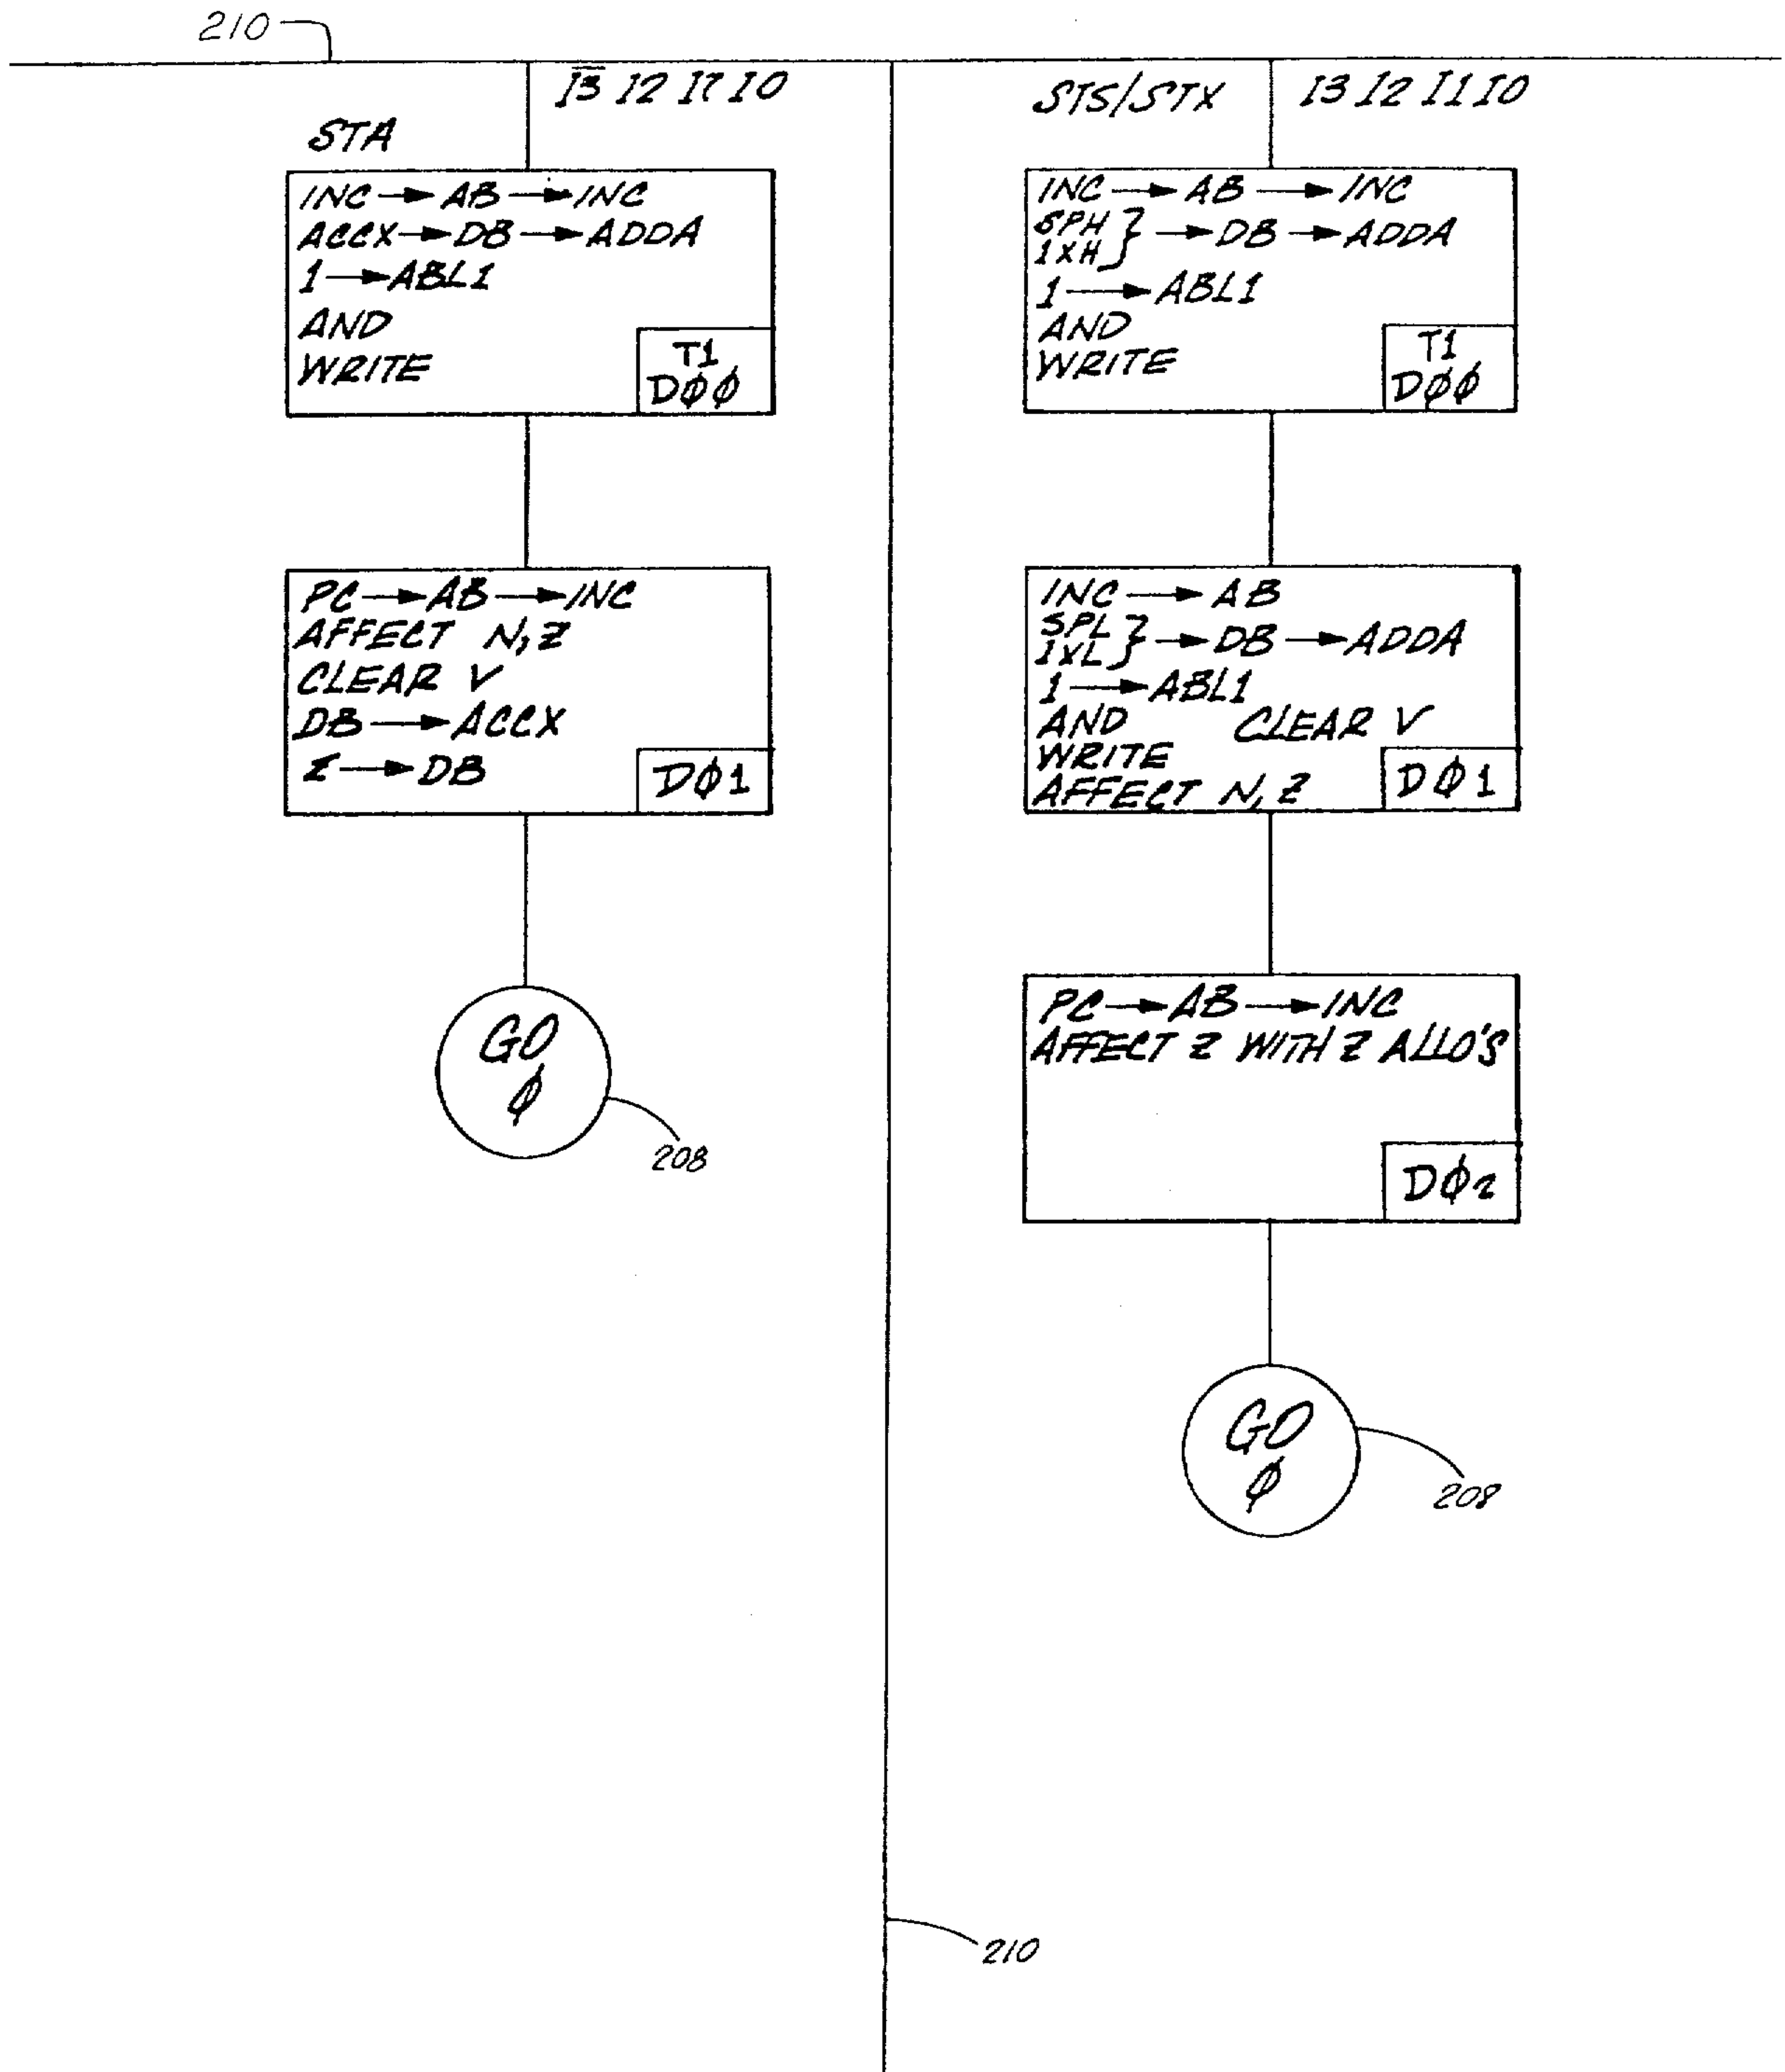 210
I̅3̅ I2 I1 I0
STA
INC → AB → INC
ACCX → DB → ADDA
1 → ABL1
AND
WRITE
T1
DØØ
PC → AB → INC
AFFECT N, Z
CLEAR V
DB → ACCX
Σ → DB
DØ1
GO
Ø
208
STS/STX I3 I2 I1 I0
INC → AB → INC
SPH
IXH } → DB → ADDA
1 → ABL1
AND
WRITE
T1
DØØ
INC → AB
SPL
IXL } → DB → ADDA
1 → ABL1
AND CLEAR V
WRITE
AFFECT N, Z
DØ1
PC → AB → INC
AFFECT Z WITH Z ALLO'S
DØ2
GO
Ø
208
210